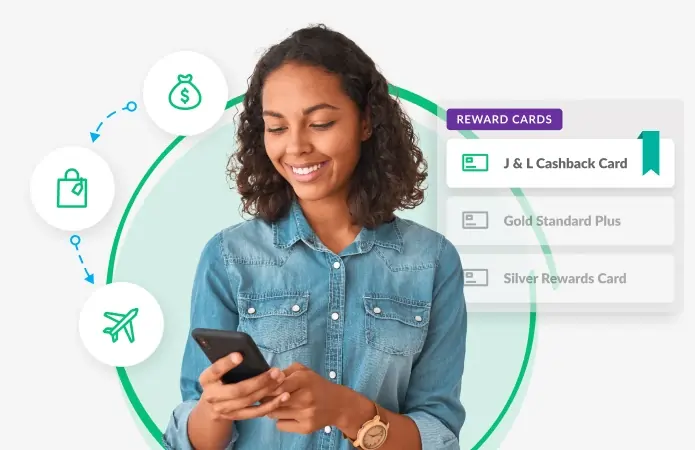 $
REWARD CARDS
J & L Cashback Card
Gold Standard Plus
Silver Rewards Card